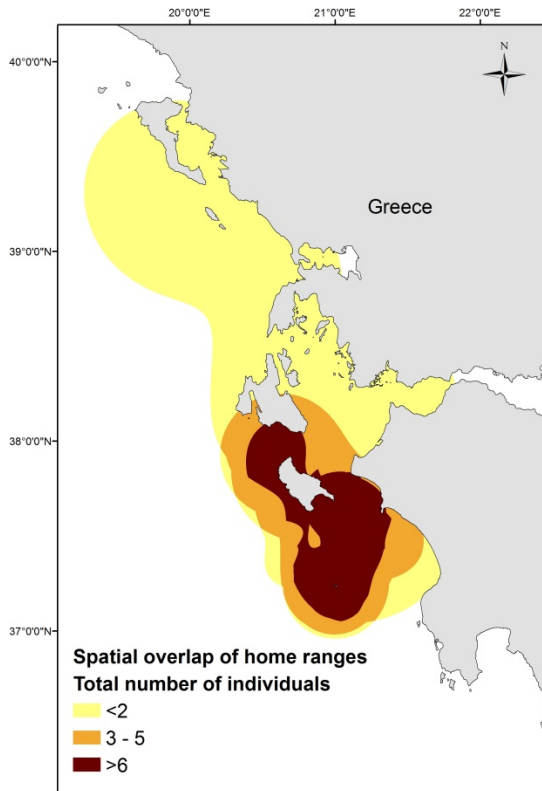 20°0'0"E 21°0'0"E 22°0'0"E
N
40°0'0"N
Greece
39°0'0"N
38°0'0"N
37°0'0"N
Spatial overlap of home ranges
Total number of individuals
<2
3 - 5
>6